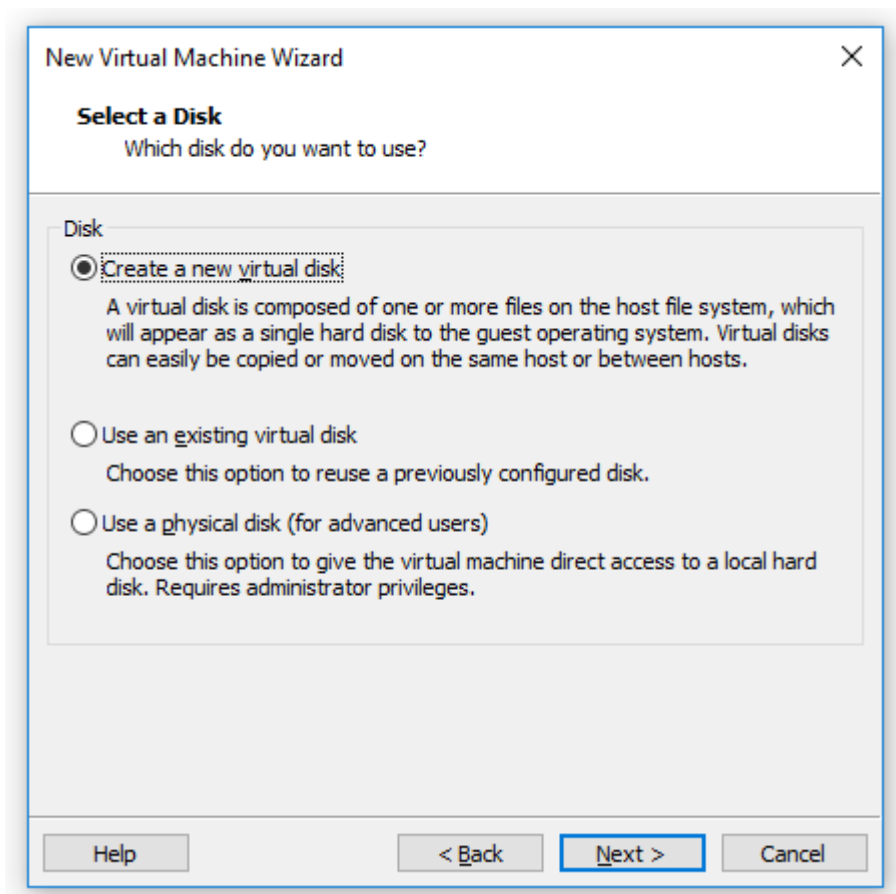 New Virtual Machine Wizard
Select a Disk
Which disk do you want to use?
Disk
Create a new virtual disk
A virtual disk is composed of one or more files on the host file system, which
will appear as a single hard disk to the guest operating system. Virtual disks
can easily be copied or moved on the same host or between hosts.
Use an existing virtual disk
Choose this option to reuse a previously configured disk.
Use a physical disk (for advanced users)
Choose this option to give the virtual machine direct access to a local hard
disk. Requires administrator privileges.
Help
< Back
Next >
Cancel